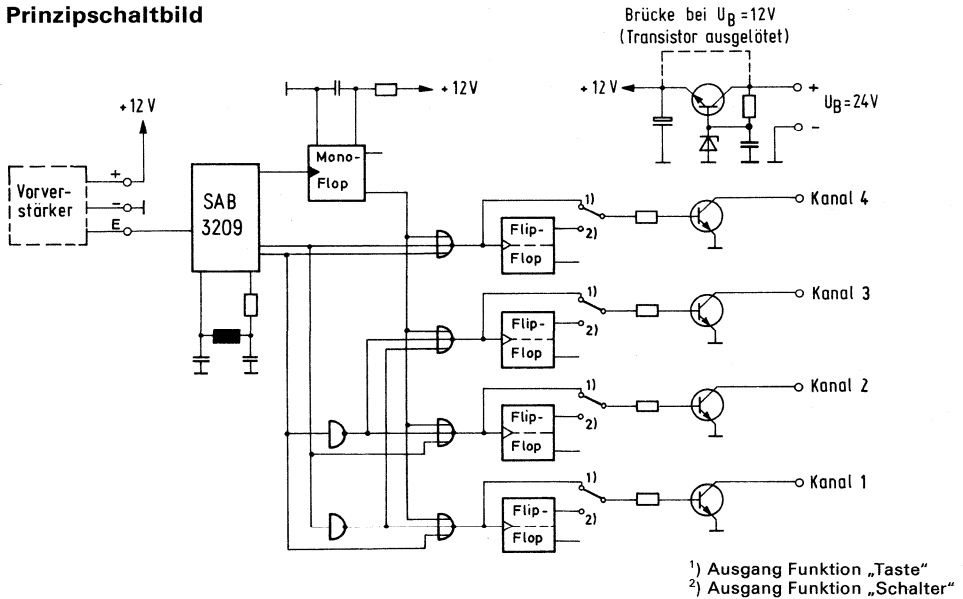 Prinzipschaltbild
Brücke bei U_B =12V
(Transistor ausgelötet)
+12V
+12V
+
U_B=24V
-
+12V
Mono-
Flop
Vorver-
stärker
+
-
E
SAB
3209
1)
2)
Flip-
Flop
Kanal 4
1)
2)
Flip-
Flop
Kanal 3
1)
2)
Flip-
Flop
Kanal 2
1)
2)
Flip-
Flop
Kanal 1
1) Ausgang Funktion „Taste“
2) Ausgang Funktion „Schalter“